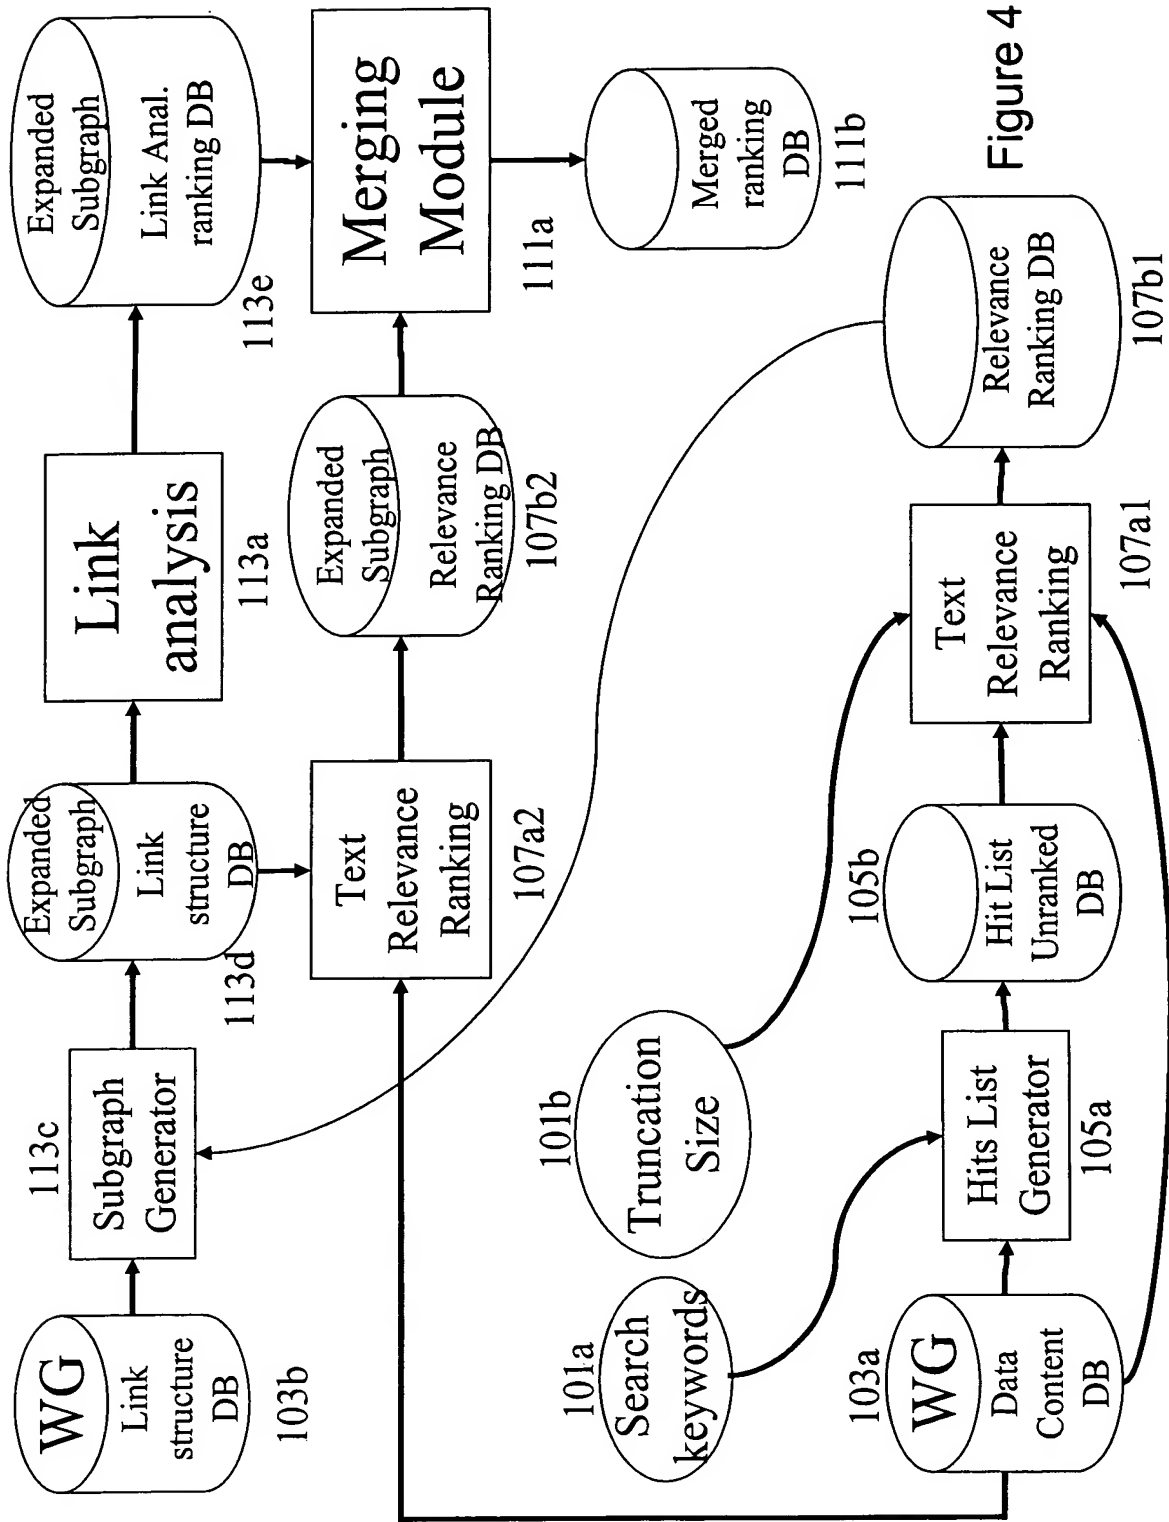 WG
Link
structure
DB
103b
113c
Subgraph
Generator
Expanded
Subgraph
Link
structure
DB
113d
Link
analysis
113a
Expanded
Subgraph
Link Anal.
ranking DB
113e
Text
Relevance
Ranking
107a2
Expanded
Subgraph
Relevance
Ranking DB
107b2
Merging
Module
111a
Merged
ranking
DB
111b
101a
Search
keywords
101b
Truncation
Size
103a
WG
Data
Content
DB
Hits List
Generator
105a
105b
Hit List
Unranked
DB
Text
Relevance
Ranking
107a1
Relevance
Ranking DB
107b1
Figure 4